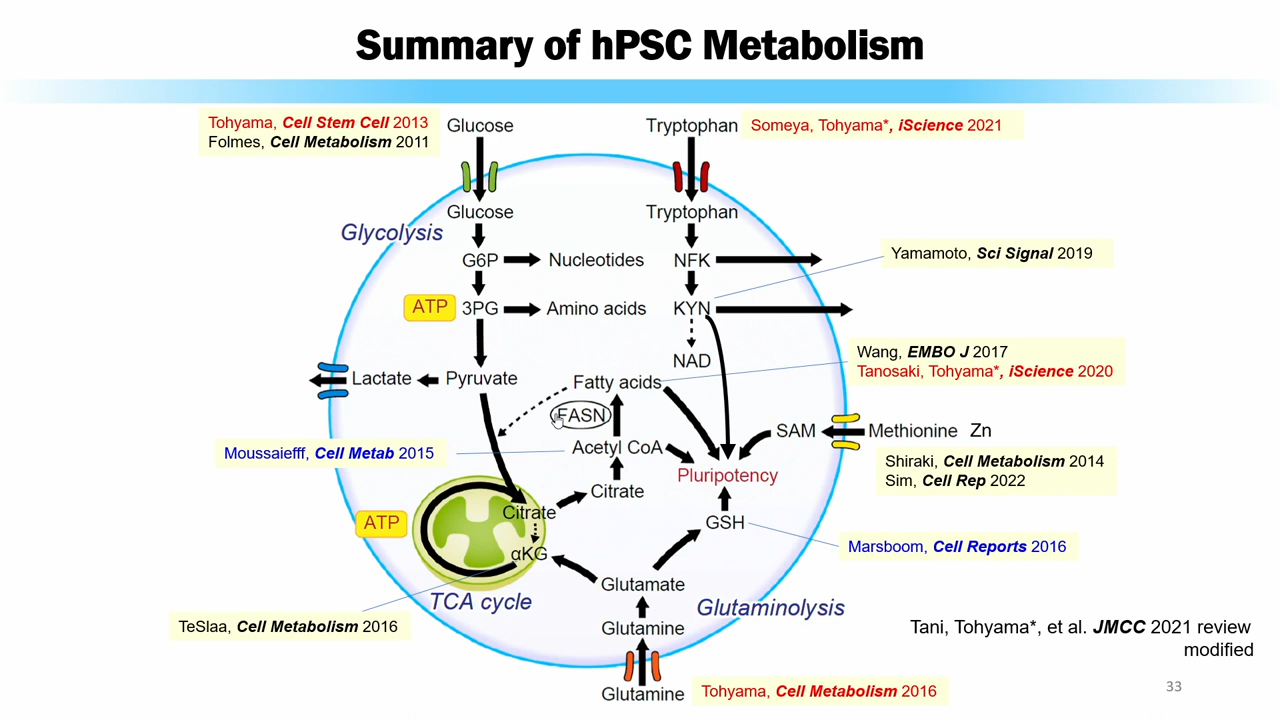 Summary of hPSC Metabolism
Tohyama, Cell Stem Cell 2013
Folmes, Cell Metabolism 2011
Glucose
Tryptophan
Someya, Tohyama*, iScience 2021
Glucose
Tryptophan
Glycolysis
G6P
Nucleotides
NFK
Yamamoto, Sci Signal 2019
ATP
3PG
Amino acids
KYN
NAD
Wang, EMBO J 2017
Tanosaki, Tohyama*, iScience 2020
Lactate
Pyruvate
Fatty acids
FASN
SAM
Methionine
Zn
Moussaiefff, Cell Metab 2015
Acetyl CoA
Pluripotency
Shiraki, Cell Metabolism 2014
Sim, Cell Rep 2022
Citrate
Citrate
ATP
GSH
αKG
Marsboom, Cell Reports 2016
Glutamate
TCA cycle
Glutaminolysis
TeSlaa, Cell Metabolism 2016
Glutamine
Tani, Tohyama*, et al. JMCC 2021 review
modified
Glutamine
Tohyama, Cell Metabolism 2016
33